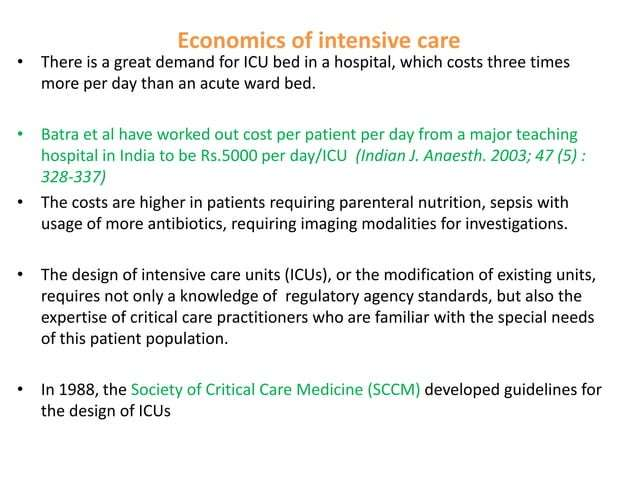 Economics of intensive care
• There is a great demand for ICU bed in a hospital, which costs three times
more per day than an acute ward bed.
• Batra et al have worked out cost per patient per day from a major teaching
hospital in India to be Rs.5000 per day/ICU (Indian J. Anaesth. 2003; 47 (5) :
328-337)
• The costs are higher in patients requiring parenteral nutrition, sepsis with
usage of more antibiotics, requiring imaging modalities for investigations.
• The design of intensive care units (ICUs), or the modification of existing units,
requires not only a knowledge of regulatory agency standards, but also the
expertise of critical care practitioners who are familiar with the special needs
of this patient population.
• In 1988, the Society of Critical Care Medicine (SCCM) developed guidelines for
the design of ICUs